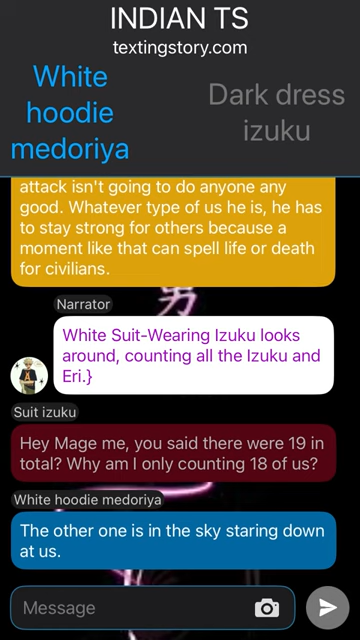 INDIAN TS
textingstory.com
White
hoodie
medoriya
Dark dress
izuku
attack isn't going to do anyone any
good. Whatever type of us he is, he has
to stay strong for others because a
moment like that can spell life or death
for civilians.
Narrator
White Suit-Wearing Izuku looks
around, counting all the Izuku and
Eri.}
Suit izuku
Hey Mage me, you said there were 19 in
total? Why am I only counting 18 of us?
White hoodie medoriya
The other one is in the sky staring down
at us.
Message